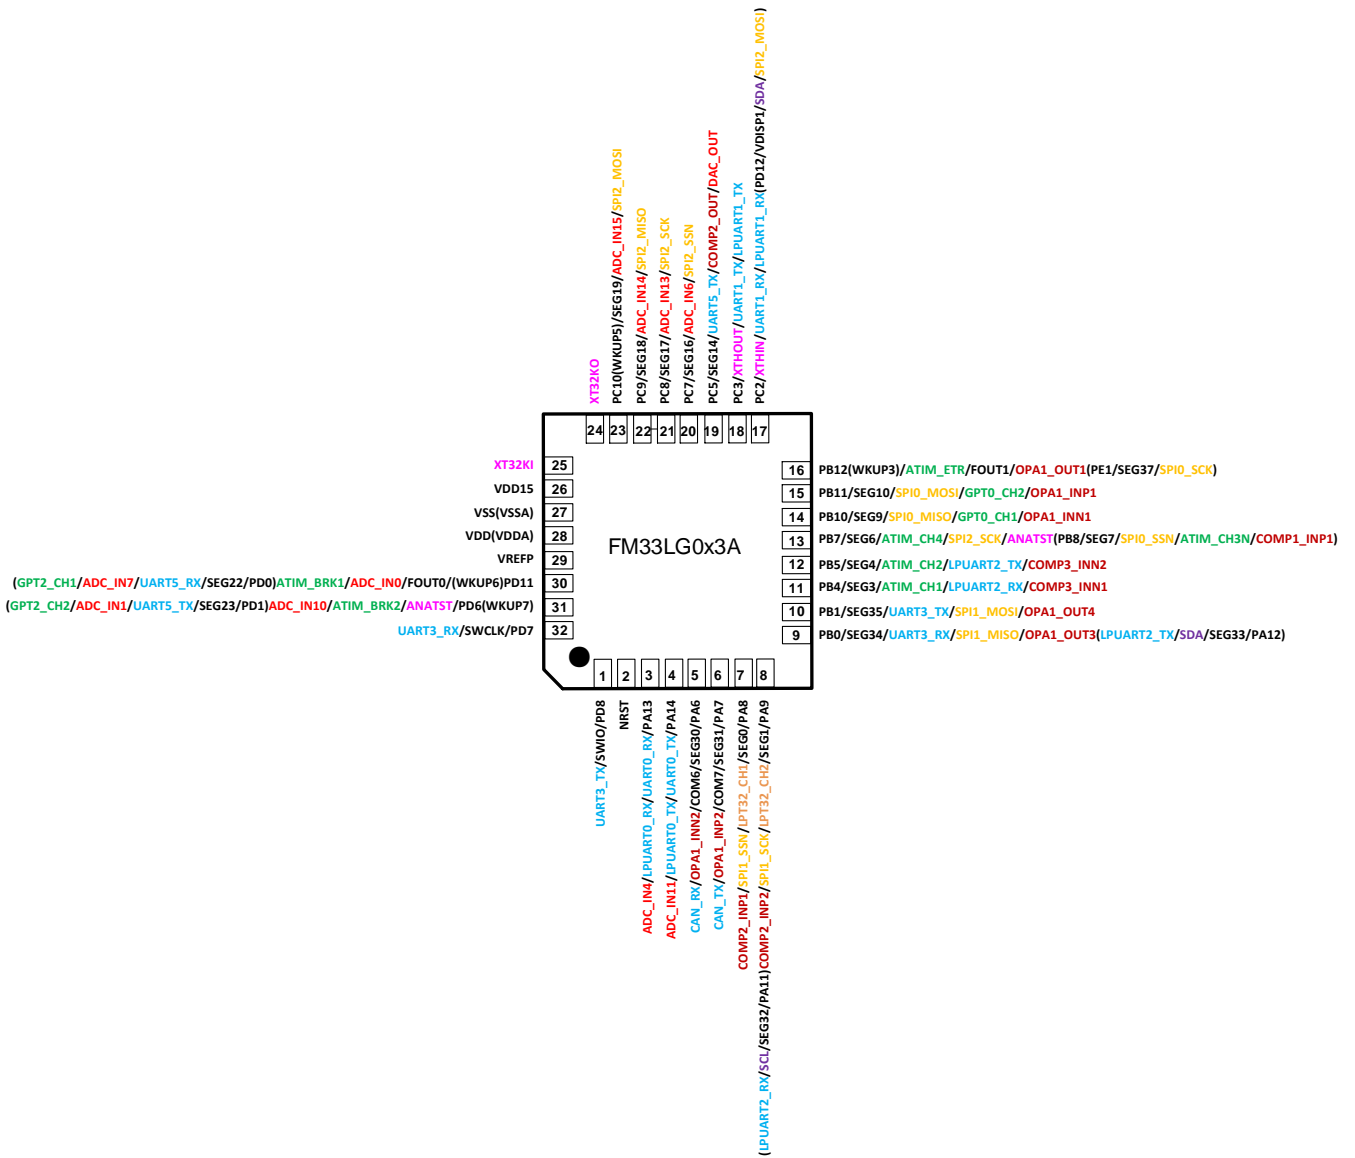 PC2/XTHIN/UART1_RX/LPUART1_RX(PD12/VDISP1/SDA/SPI2_MOSI)
PC3/XTHOUT/UART1_TX/LPUART1_TX
PC5/SEG14/UART5_TX/COMP2_OUT/DAC_OUT
PC7/SEG16/ADC_IN6/SPI2_SSN
PC8/SEG17/ADC_IN13/SPI2_SCK
PC9/SEG18/ADC_IN14/SPI2_MISO
PC10(WKUP5)/SEG19/ADC_IN15/SPI2_MOSI
XT32KO
24 23 22 21 20 19 18 17
XT32KI 25
VDD15 26
VSS(VSSA) 27
VDD(VDDA) 28
VREFP 29
(GPT2_CH1/ADC_IN7/UART5_RX/SEG22/PD0)ATIM_BRK1/ADC_IN0/FOUT0/(WKUP6)PD11 30
(GPT2_CH2/ADC_IN1/UART5_TX/SEG23/PD1)ADC_IN10/ATIM_BRK2/ANATST/PD6(WKUP7) 31
UART3_RX/SWCLK/PD7 32
FM33LG0x3A
16 PB12(WKUP3)/ATIM_ETR/FOUT1/OPA1_OUT1(PE1/SEG37/SPI0_SCK)
15 PB11/SEG10/SPI0_MOSI/GPT0_CH2/OPA1_INP1
14 PB10/SEG9/SPI0_MISO/GPT0_CH1/OPA1_INN1
13 PB7/SEG6/ATIM_CH4/SPI2_SCK/ANATST(PB8/SEG7/SPI0_SSN/ATIM_CH3N/COMP1_INP1)
12 PB5/SEG4/ATIM_CH2/LPUART2_TX/COMP3_INN2
11 PB4/SEG3/ATIM_CH1/LPUART2_RX/COMP3_INN1
10 PB1/SEG35/UART3_TX/SPI1_MOSI/OPA1_OUT4
9 PB0/SEG34/UART3_RX/SPI1_MISO/OPA1_OUT3(LPUART2_TX/SDA/SEG33/PA12)
1 2 3 4 5 6 7 8
UART3_TX/SWIO/PD8
NRST
ADC_IN4/LPUART0_RX/UART0_RX/PA13
ADC_IN11/LPUART0_TX/UART0_TX/PA14
CAN_RX/OPA1_INN2/COM6/SEG30/PA6
CAN_TX/OPA1_INP2/COM7/SEG31/PA7
COMP2_INP1/SPI1_SSN/LPT32_CH1/SEG0/PA8
(LPUART2_RX/SCL/SEG32/PA11)COMP2_INP2/SPI1_SCK/LPT32_CH2/SEG1/PA9